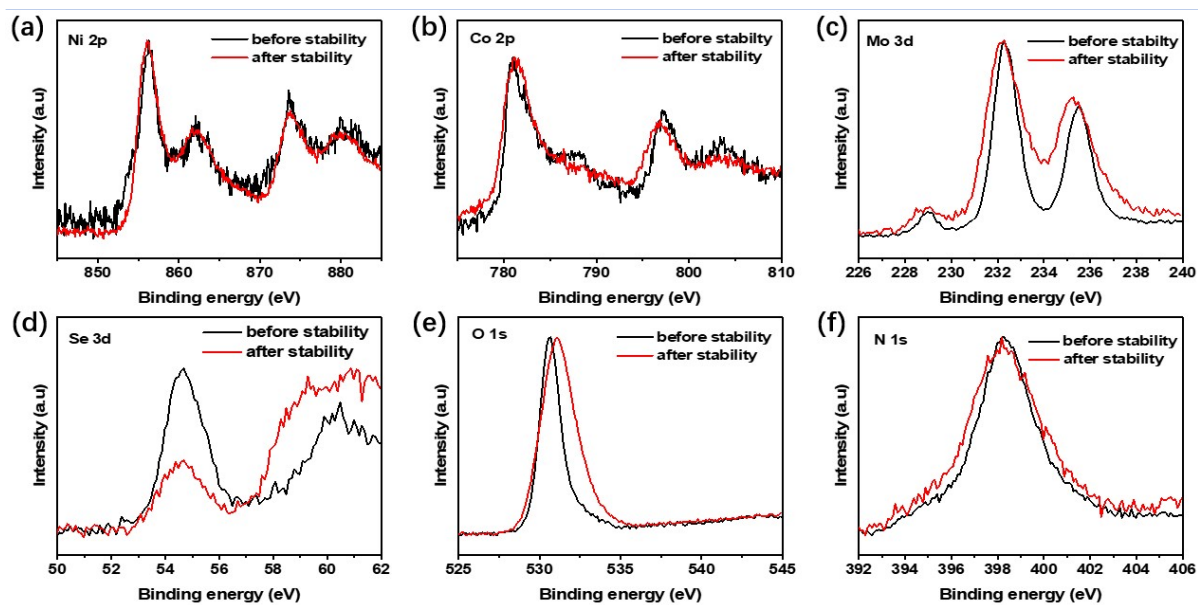 (a)
Ni 2p
before stability
after stability
Intensity (a.u)
850 860 870 880
Binding energy (eV)
(b)
Co 2p
before stability
after stability
Intensity (a.u)
780 790 800 810
Binding energy (eV)
(c)
Mo 3d
before stability
after stability
Intensity (a.u)
226 228 230 232 234 236 238 240
Binding energy (eV)
(d)
Se 3d
before stability
after stability
Intensity (a.u)
50 52 54 56 58 60 62
Binding energy (eV)
(e)
O 1s
before stability
after stability
Intensity (a.u)
525 530 535 540 545
Binding energy (eV)
(f)
N 1s
before stability
after stability
Intensity (a.u)
392 394 396 398 400 402 404 406
Binding energy (eV)